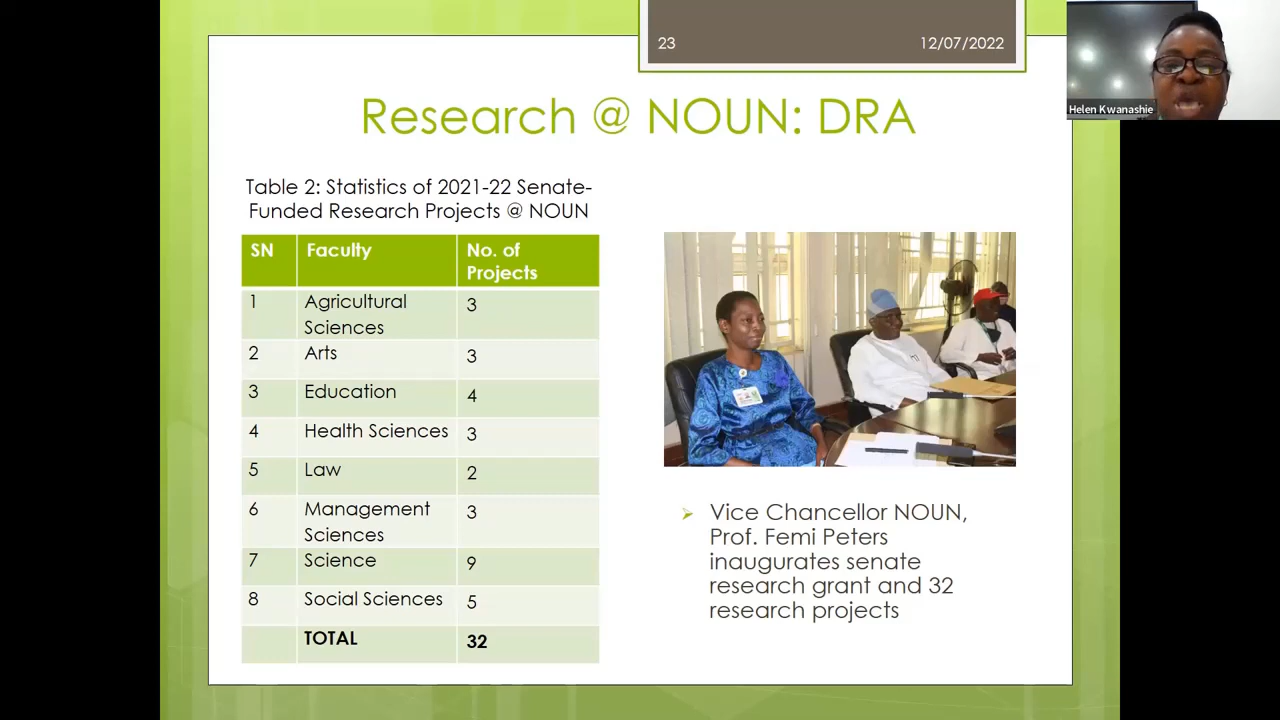 23
12/07/2022
Helen Kwanashie
Research @ NOUN: DRA
Table 2: Statistics of 2021-22 Senate-
Funded Research Projects @ NOUN
SN Faculty No. of
Projects
1 Agricultural
Sciences 3
2 Arts 3
3 Education 4
4 Health Sciences 3
5 Law 2
6 Management
Sciences 3
7 Science 9
8 Social Sciences 5
TOTAL 32
Vice Chancellor NOUN,
Prof. Femi Peters
inaugurates senate
research grant and 32
research projects